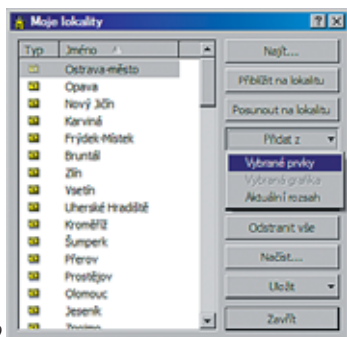 Moje lokality
Typ Jméno
Ostrava-město
Opava
Nový Jičín
Karviná
Frýdek-Místek
Bruntál
Zlín
Vsetín
Uherské Hradiště
Kroměříž
Šumperk
Přerov
Prostějov
Olomouc
Jeseník
Znojmo
Najít...
Přiblížit na lokalitu
Posunout na lokalitu
Přidat z
Vybrané prvky
Vybraná grafika
Aktuální rozsah
Odstranit vše
Načíst...
Uložit
Zavřít